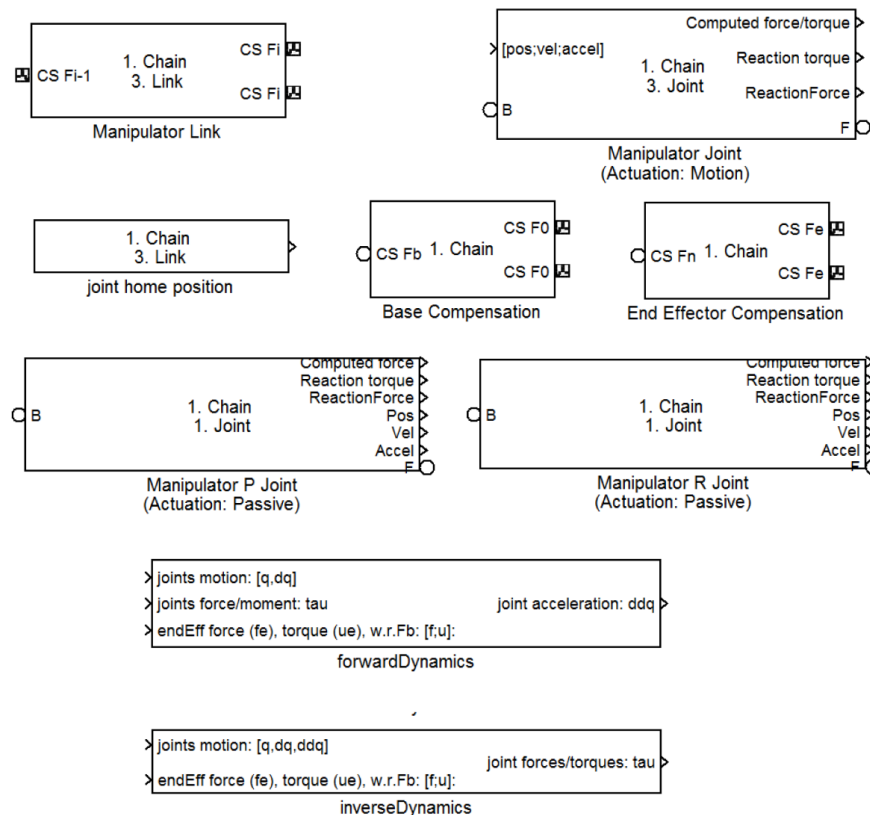 CS Fi-1
1. Chain
3. Link
CS Fi
CS Fi
Manipulator Link
[pos;vel;accel]
B
1. Chain
3. Joint
Computed force/torque
Reaction torque
ReactionForce
F
Manipulator Joint
(Actuation: Motion)
1. Chain
3. Link
joint home position
CS Fb
1. Chain
CS F0
CS F0
Base Compensation
CS Fn
1. Chain
CS Fe
CS Fe
End Effector Compensation
B
1. Chain
1. Joint
Computed force
Reaction torque
ReactionForce
Pos
Vel
Accel
F
Manipulator P Joint
(Actuation: Passive)
B
1. Chain
1. Joint
Computed force
Reaction torque
ReactionForce
Pos
Vel
Accel
F
Manipulator R Joint
(Actuation: Passive)
joints motion: [q,dq]
joints force/moment: tau
endEff force (fe), torque (ue), w.r.Fb: [f;u]:
joint acceleration: ddq
forwardDynamics
joints motion: [q,dq,ddq]
endEff force (fe), torque (ue), w.r.Fb: [f;u]:
joint forces/torques: tau
inverseDynamics